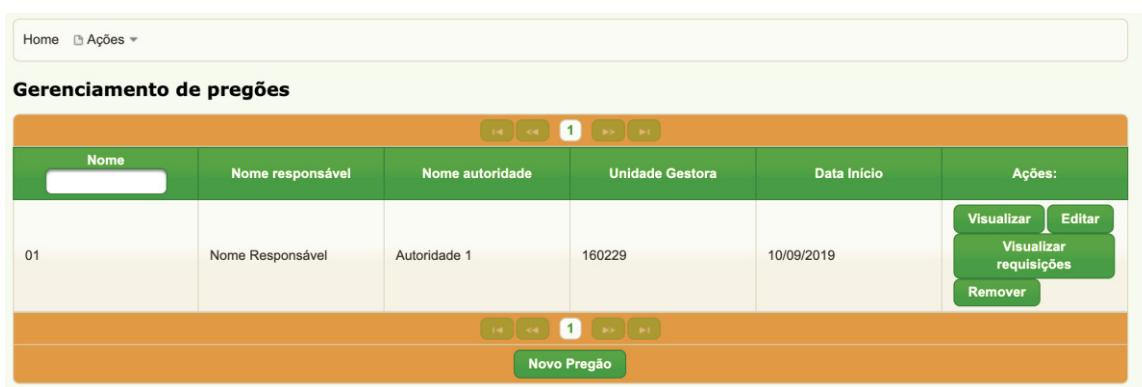 Home Ações
Gerenciamento de pregões
1
Nome
Nome responsável
Nome autoridade
Unidade Gestora
Data Início
Ações:
01
Nome Responsável
Autoridade 1
160229
10/09/2019
Visualizar
Editar
Visualizar
requisições
Remover
1
Novo Pregão